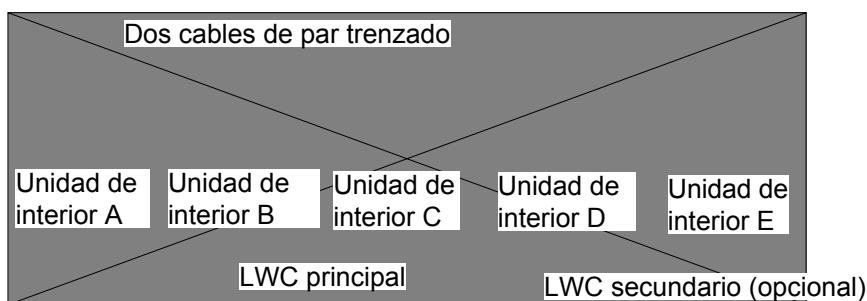 Dos cables de par trenzado
Unidad de
interior A
Unidad de
interior B
Unidad de
interior C
Unidad de
interior D
Unidad de
interior E
LWC principal
LWC secundario (opcional)